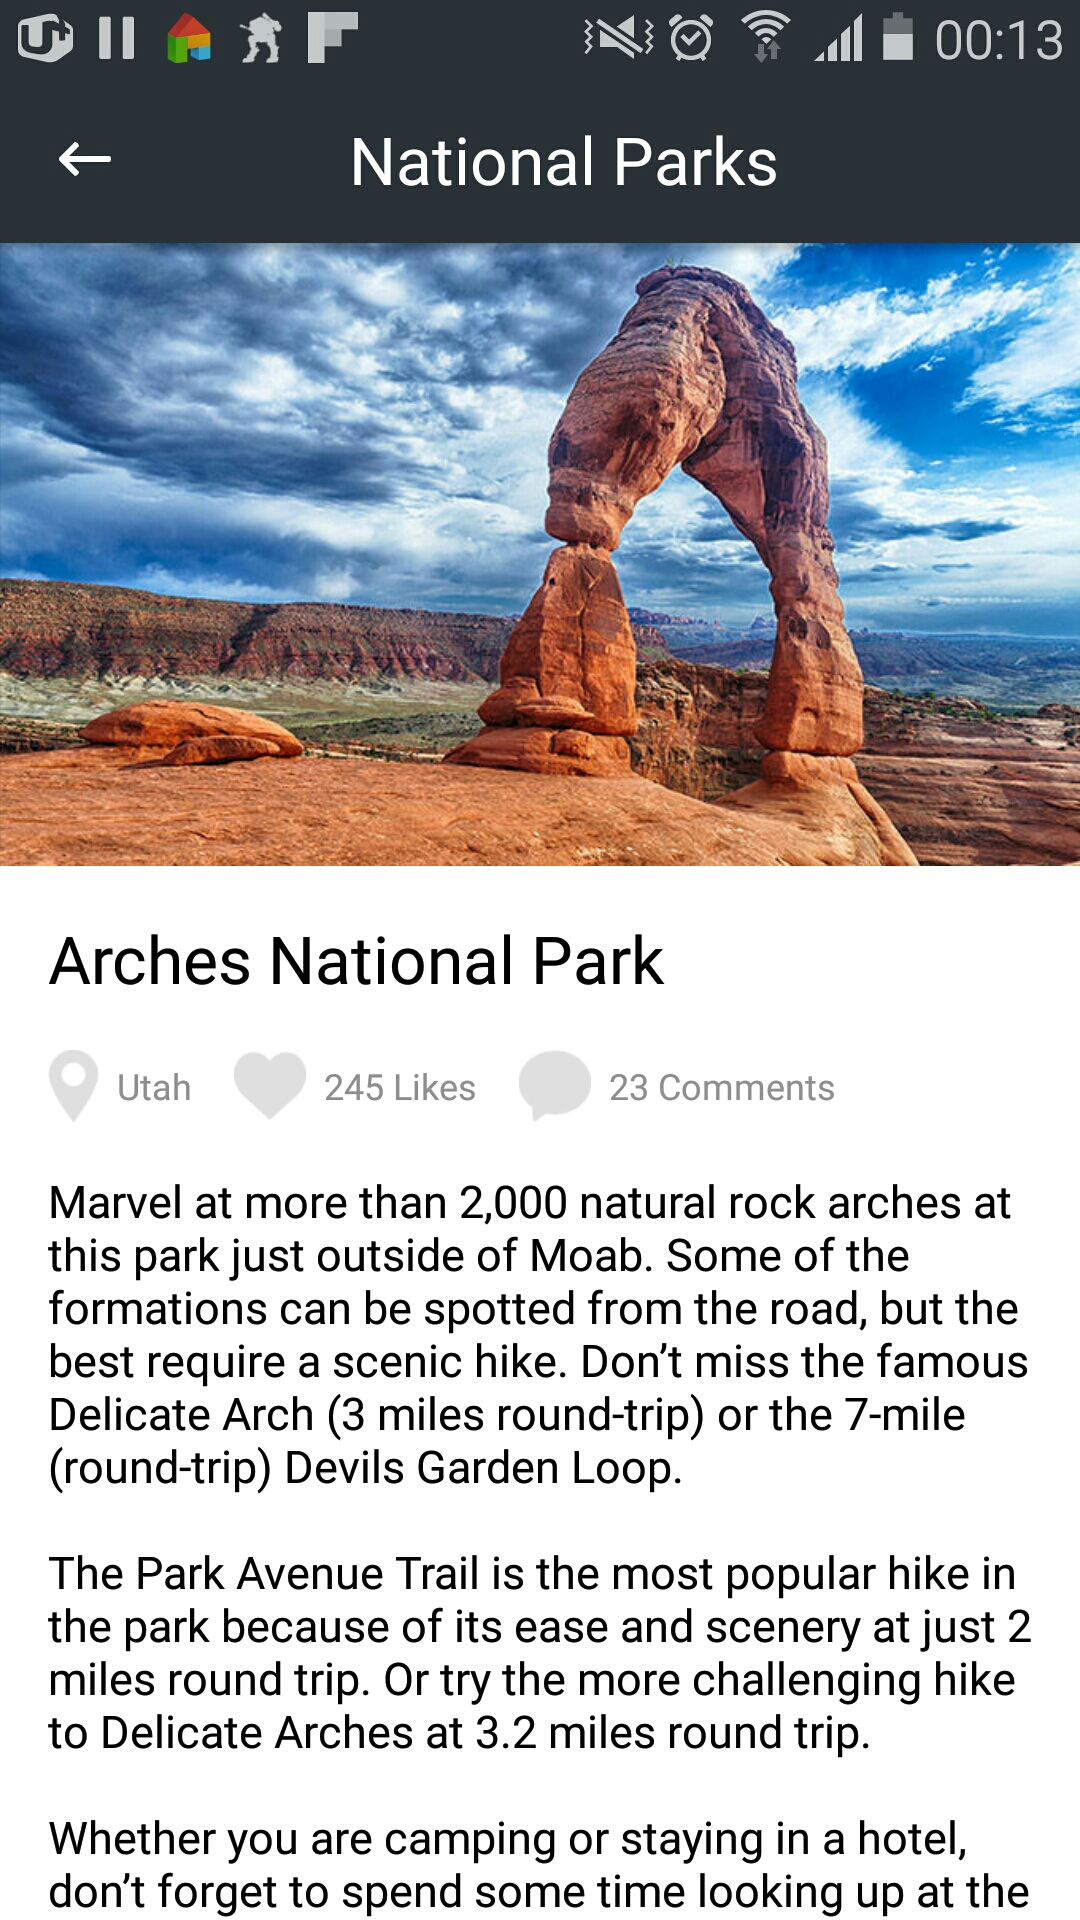 00:13
National Parks
Arches National Park
Utah 245 Likes 23 Comments
Marvel at more than 2,000 natural rock arches at
this park just outside of Moab. Some of the
formations can be spotted from the road, but the
best require a scenic hike. Don’t miss the famous
Delicate Arch (3 miles round-trip) or the 7-mile
(round-trip) Devils Garden Loop.
The Park Avenue Trail is the most popular hike in
the park because of its ease and scenery at just 2
miles round trip. Or try the more challenging hike
to Delicate Arches at 3.2 miles round trip.
Whether you are camping or staying in a hotel,
don’t forget to spend some time looking up at the